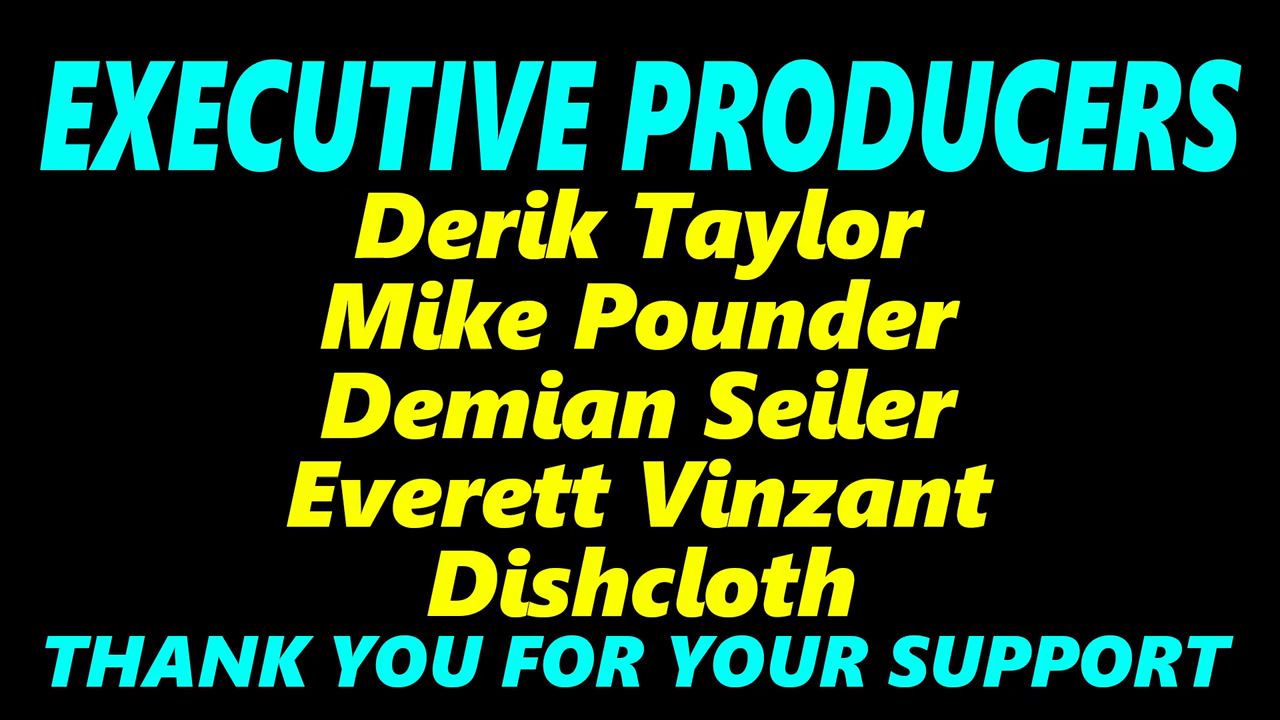 EXECUTIVE PRODUCERS
Derik Taylor
Mike Pounder
Demian Seiler
Everett Vinzant
Dishcloth
THANK YOU FOR YOUR SUPPORT